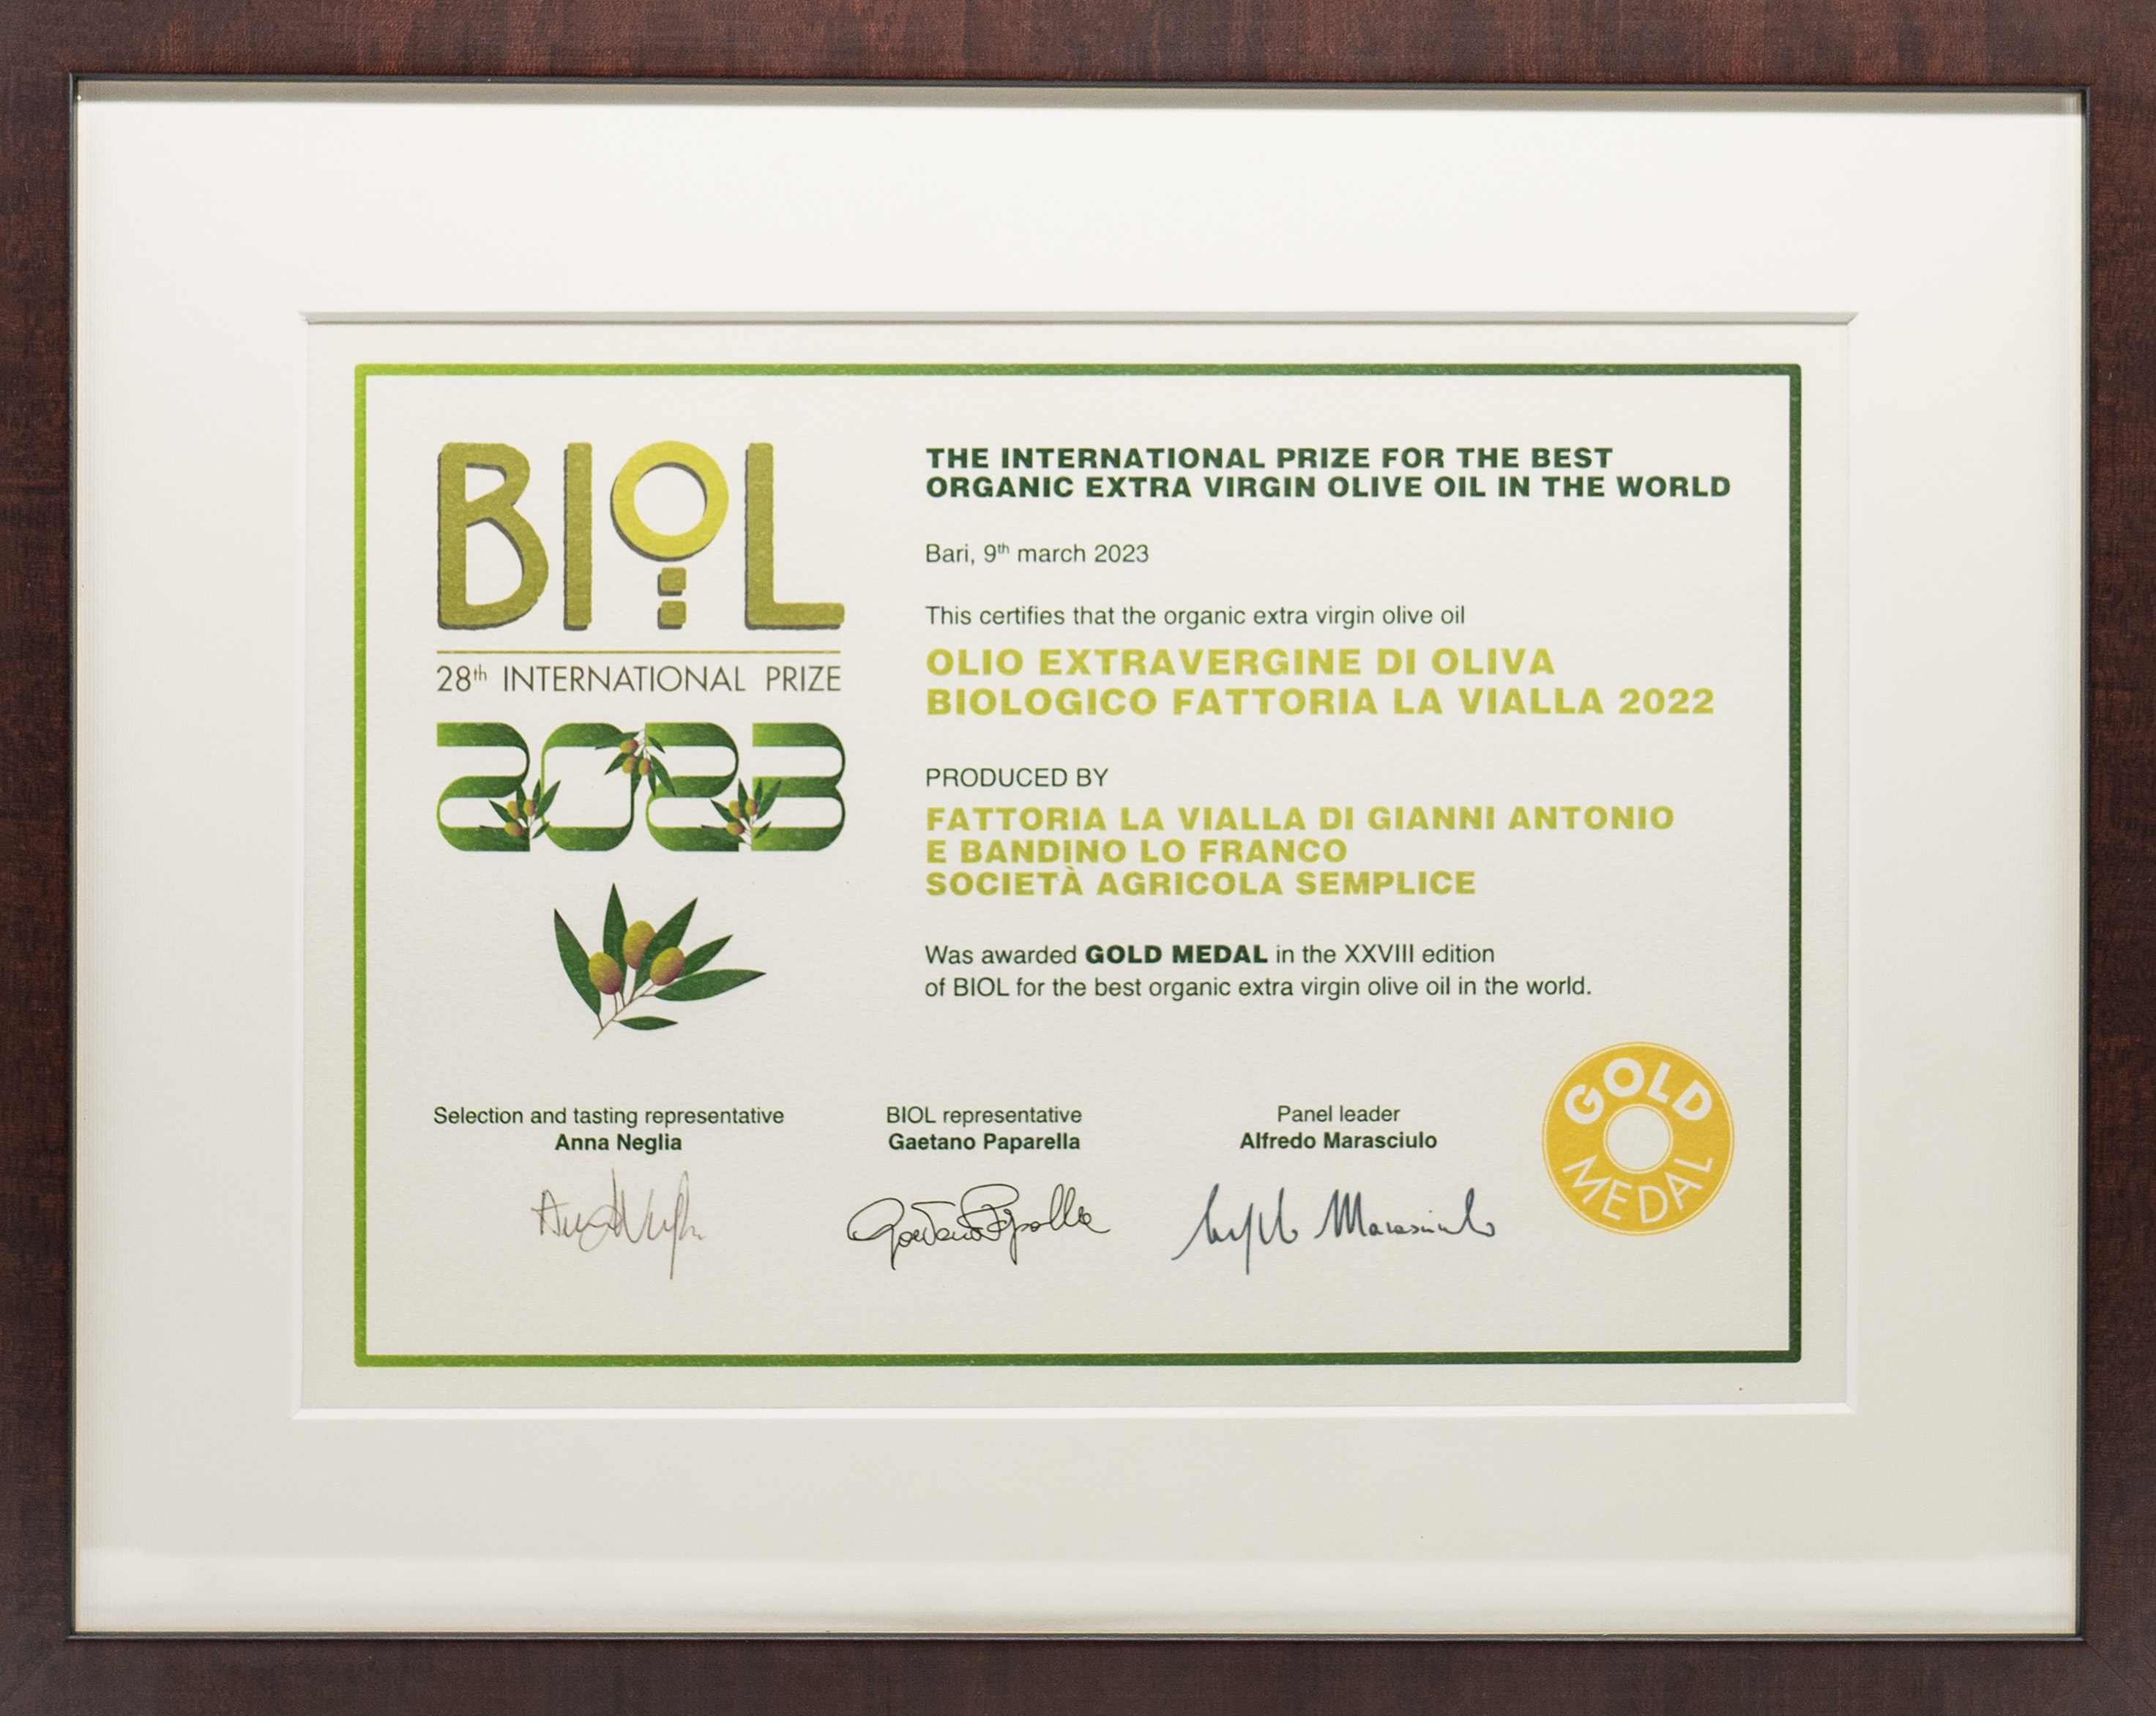 BIOL
28th INTERNATIONAL PRIZE
2023
THE INTERNATIONAL PRIZE FOR THE BEST
ORGANIC EXTRA VIRGIN OLIVE OIL IN THE WORLD
Bari, 9th march 2023
This certifies that the organic extra virgin olive oil
OLIO EXTRAVERGINE DI OLIVA
BIOLOGICO FATTORIA LA VIALLA 2022
PRODUCED BY
FATTORIA LA VIALLA DI GIANNI ANTONIO
E BANDINO LO FRANCO
SOCIETÀ AGRICOLA SEMPLICE
Was awarded GOLD MEDAL in the XXVIII edition
of BIOL for the best organic extra virgin olive oil in the world.
Selection and tasting representative
Anna Neglia
BIOL representative
Gaetano Paparella
Panel leader
Alfredo Marasciulo
GOLD
MEDAL